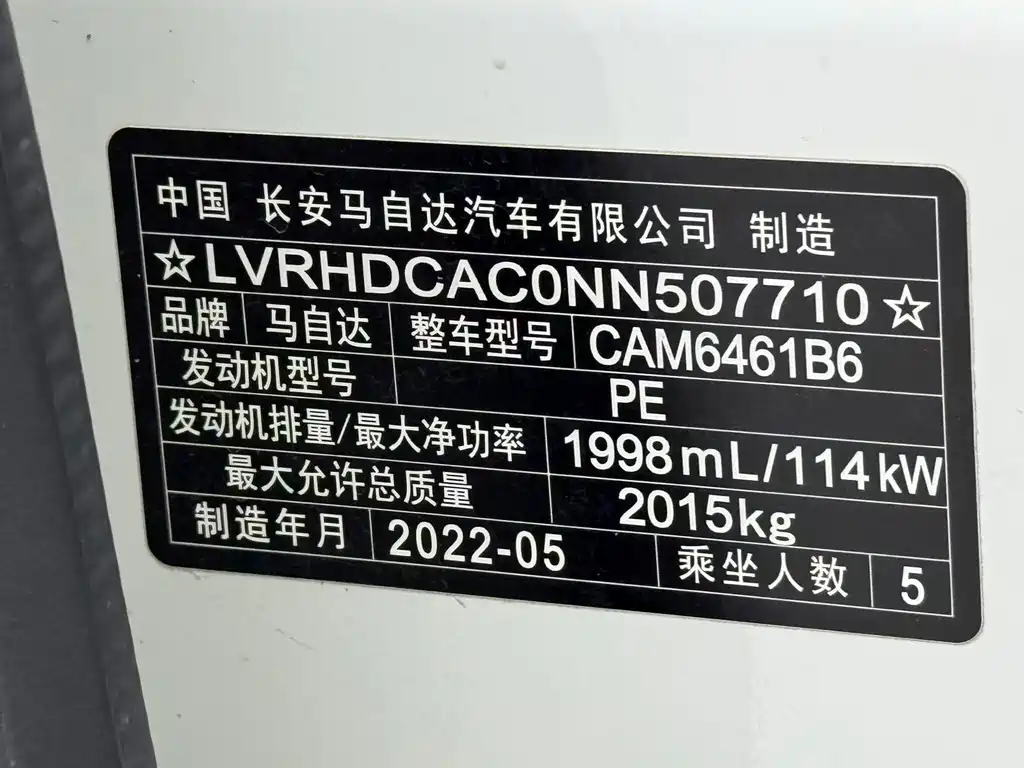 中国 长安马自达汽车有限公司 制造
☆LVRHDCAC0NN507710☆
品牌 马自达 整车型号 CAM6461B6
发动机型号 PE
发动机排量/最大净功率 1998mL/114kW
最大允许总质量 2015kg
制造年月 2022-05 乘坐人数 5